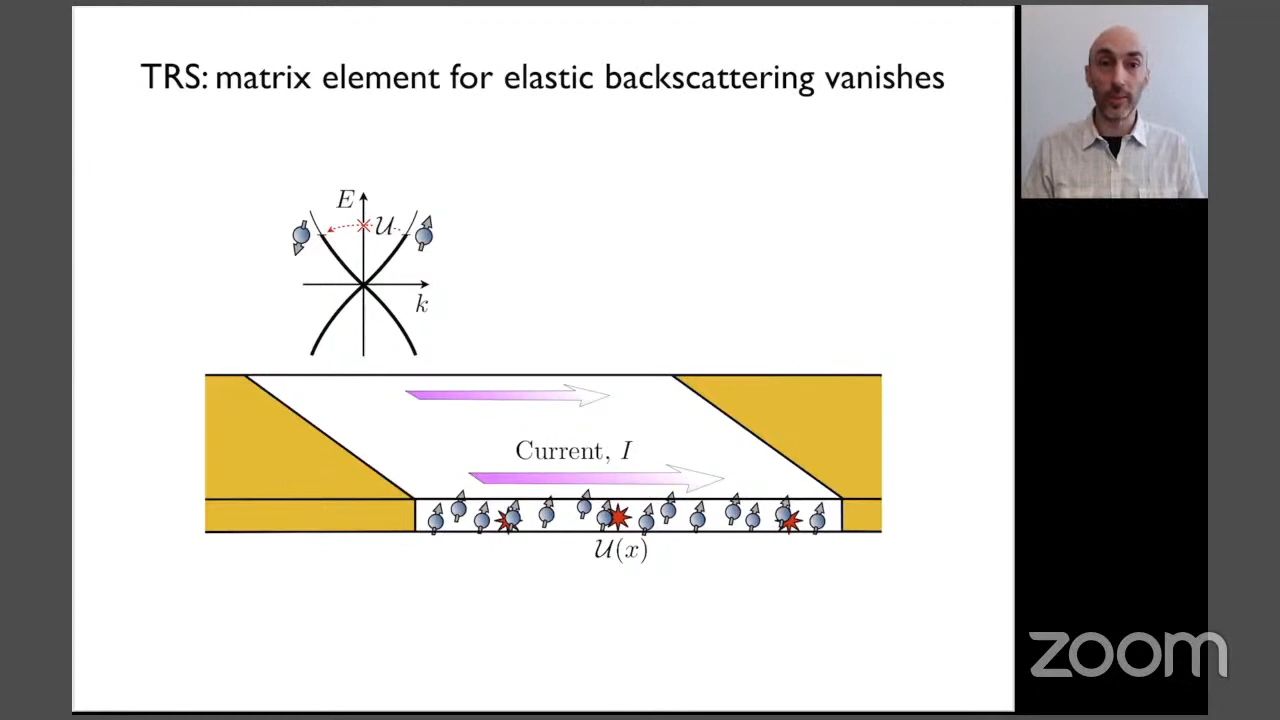 TRS: matrix element for elastic backscattering vanishes
E
U
k
Current, I
U(x)
zoom